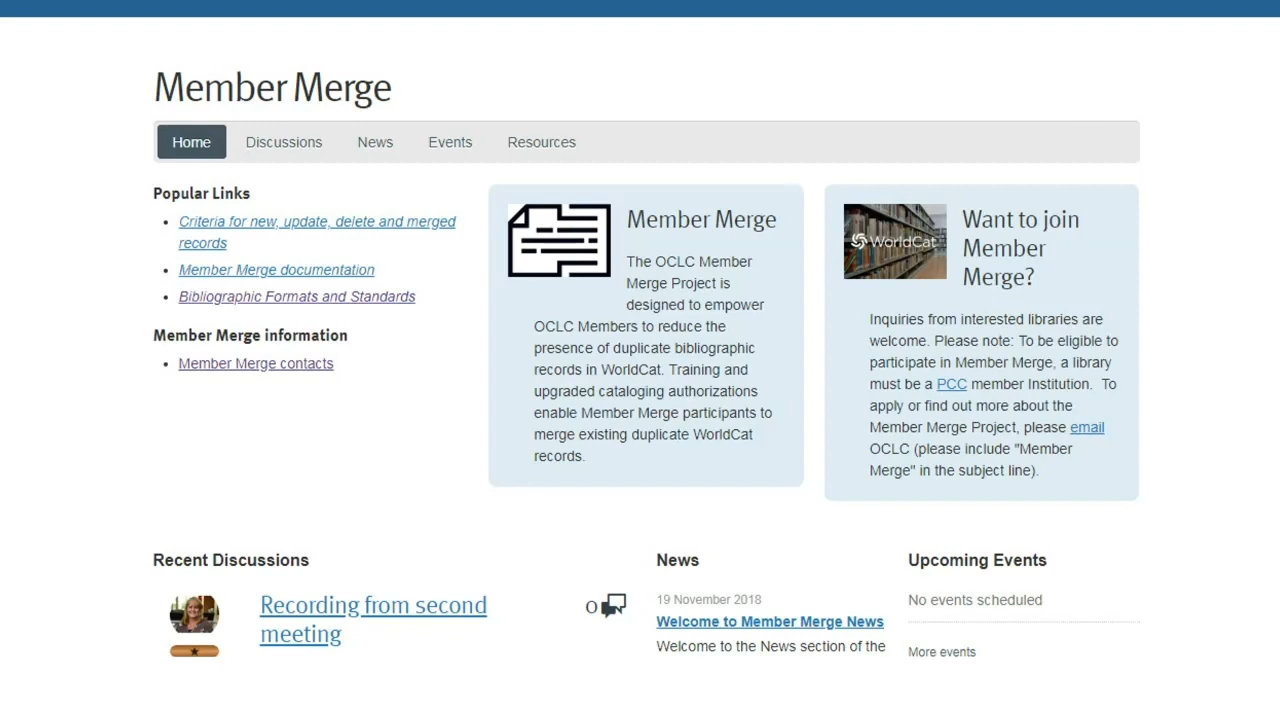 Member Merge
Home
Discussions
News
Events
Resources
Popular Links
Criteria for new, update, delete and merged
records
Member Merge documentation
Bibliographic Formats and Standards
Member Merge information
Member Merge contacts
Member Merge
The OCLC Member
Merge Project is
designed to empower
OCLC Members to reduce the
presence of duplicate bibliographic
records in WorldCat. Training and
upgraded cataloging authorizations
enable Member Merge participants to
merge existing duplicate WorldCat
records.
WorldCat
Want to join
Member
Merge?
Inquiries from interested libraries are
welcome. Please note: To be eligible to
participate in Member Merge, a library
must be a PCC member Institution. To
apply or find out more about the
Member Merge Project, please email
OCLC (please include "Member
Merge" in the subject line).
Recent Discussions
Recording from second
meeting
0
News
19 November 2018
Welcome to Member Merge News
Welcome to the News section of the
Upcoming Events
No events scheduled
More events